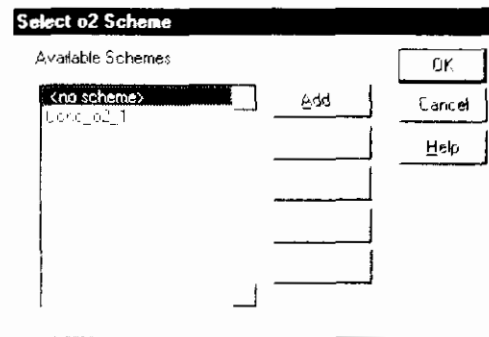 Select o2 Scheme
Available Schemes
OK
<no scheme>
Add
Cancel
Conc_o2_1
Help